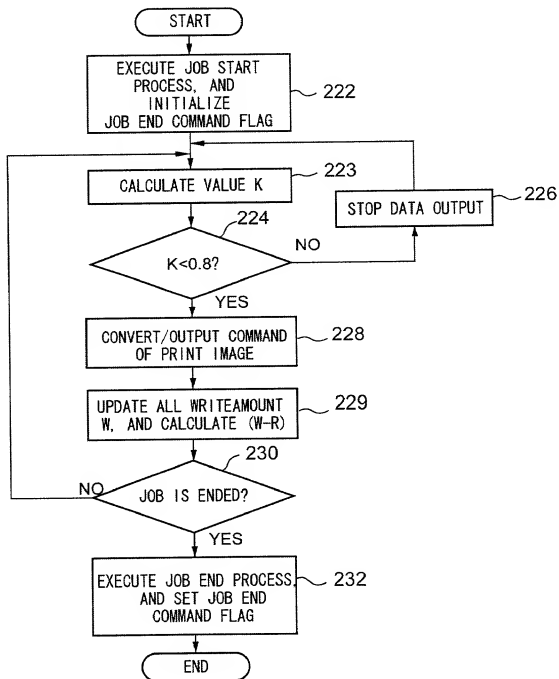 START
EXECUTE JOB START
PROCESS, AND
INITIALIZE
JOB END COMMAND FLAG
222
CALCULATE VALUE K
223
STOP DATA OUTPUT
226
224
K<0.8?
NO
YES
CONVERT/OUTPUT COMMAND
OF PRINT IMAGE
228
UPDATE ALL WRITEAMOUNT
W, AND CALCULATE (W-R)
229
230
JOB IS ENDED?
NO
YES
EXECUTE JOB END PROCESS,
AND SET JOB END
COMMAND FLAG
232
END